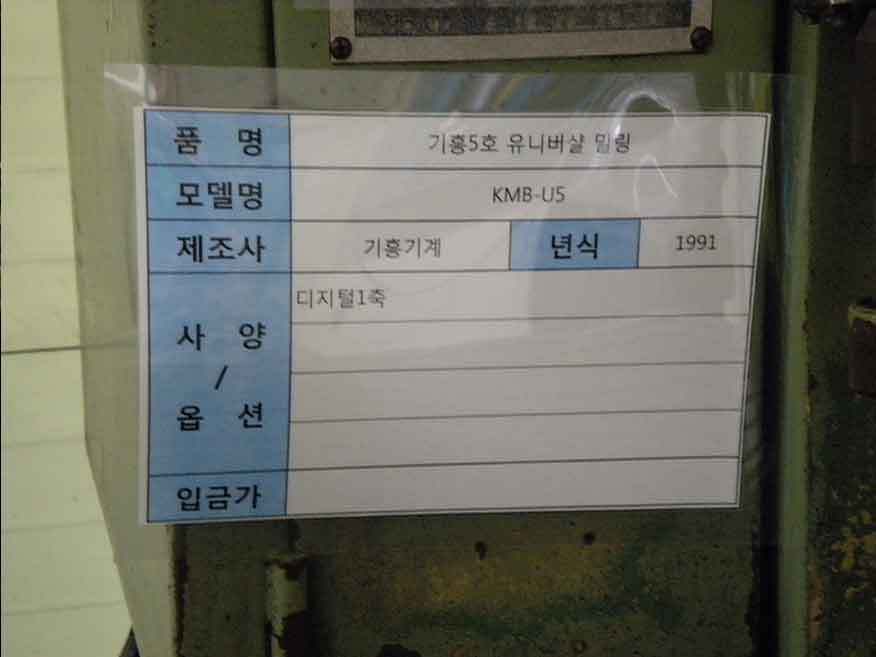 품 명 기흥5호 유니버샬 밀링
모델명 KMB-U5
제조사 기흥기계 년식 1991
사 양 / 옵 션 디지털1축
입금가